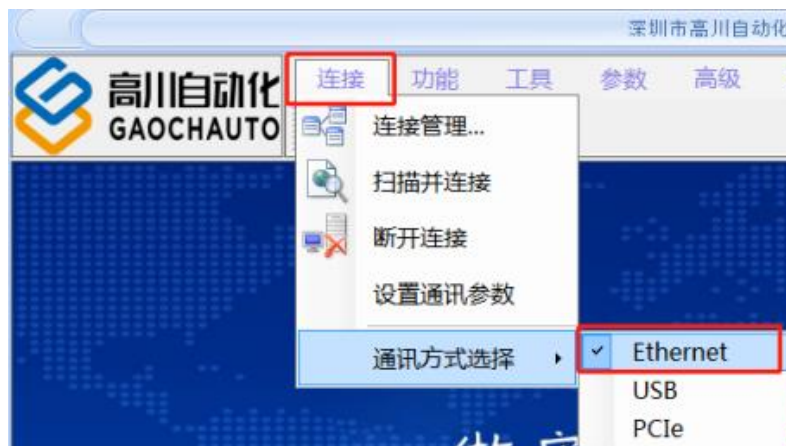 深圳市高川自动化
高川自动化
GAOCHAUTO
连接 功能 工具 参数 高级
连接管理...
扫描并连接
断开连接
设置通讯参数
通讯方式选择
Ethernet
USB
PCIe